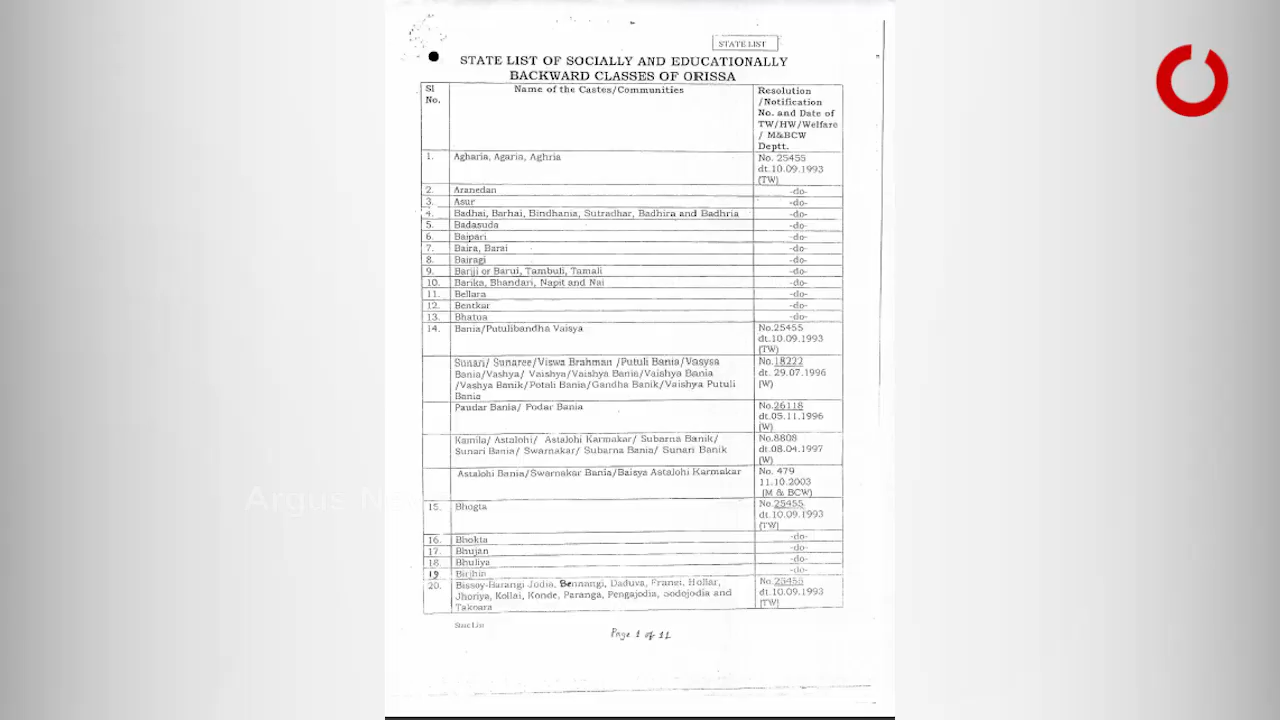 STATE LIST
STATE LIST OF SOCIALLY AND EDUCATIONALLY
BACKWARD CLASSES OF ORISSA
Sl No. Name of the Castes/Communities Resolution /Notification No. and Date of TW/HW/Welfare / M&BCW Deptt.
1. Agharia, Agaria, Aghria No. 25455
dt.10.09.1993
(TW)
2. Aranedan -do-
3. Asur -do-
4. Badhai, Barhai, Bindhania, Sutradhar, Badhira and Badhria -do-
5. Badasuda -do-
6. Baipari -do-
7. Baira, Barai -do-
8. Bairagi -do-
9. Bariji or Barui, Tambuli, Tamali -do-
10. Barika, Bhandari, Napit and Nai -do-
11. Bellara -do-
12. Bentkar -do-
13. Bhatua -do-
14. Bania/Putulibandha Vaisya No.25455
dt.10.09.1993
(TW)
Sunari/ Sunaree/Viswa Brahman /Putuli Bania/Vasysa No.18222
Bania/Vashya/ Vaishya/Vaishya Bania/Vaishya Bania dt. 29.07.1996
/Vashya Banik/Potali Bania/Gandha Banik/Vaishya Putuli (W)
Bania
Paudar Bania/ Podar Bania No.26118
dt.05.11.1996
(W)
Kamila/ Astalohi/ Astalohi Karmakar/ Subarna Banik/ No.8808
Sunari Bania/ Swarnakar/ Subarna Bania/ Sunari Banik dt.08.04.1997
(W)
Astalohi Bania/Swarnakar Bania/Baisya Astalohi Karmakar No. 479
11.10.2003
(M & BCW)
15. Bhogta No.25455
dt.10.09.1993
(TW)
16. Bhokta -do-
17. Bhujan -do-
18. Bhuliya -do-
19 Birjhia -do-
20. Bissoy-Barangi Jodia, Bennangi, Daduva, Frangi, Hollar, No.25455
Jhoriya, Kollai, Konde, Paranga, Pengajodia, Sodojodia and dt.10.09.1993
Takoara (TW)
State List
Page 1 of 11
Argus